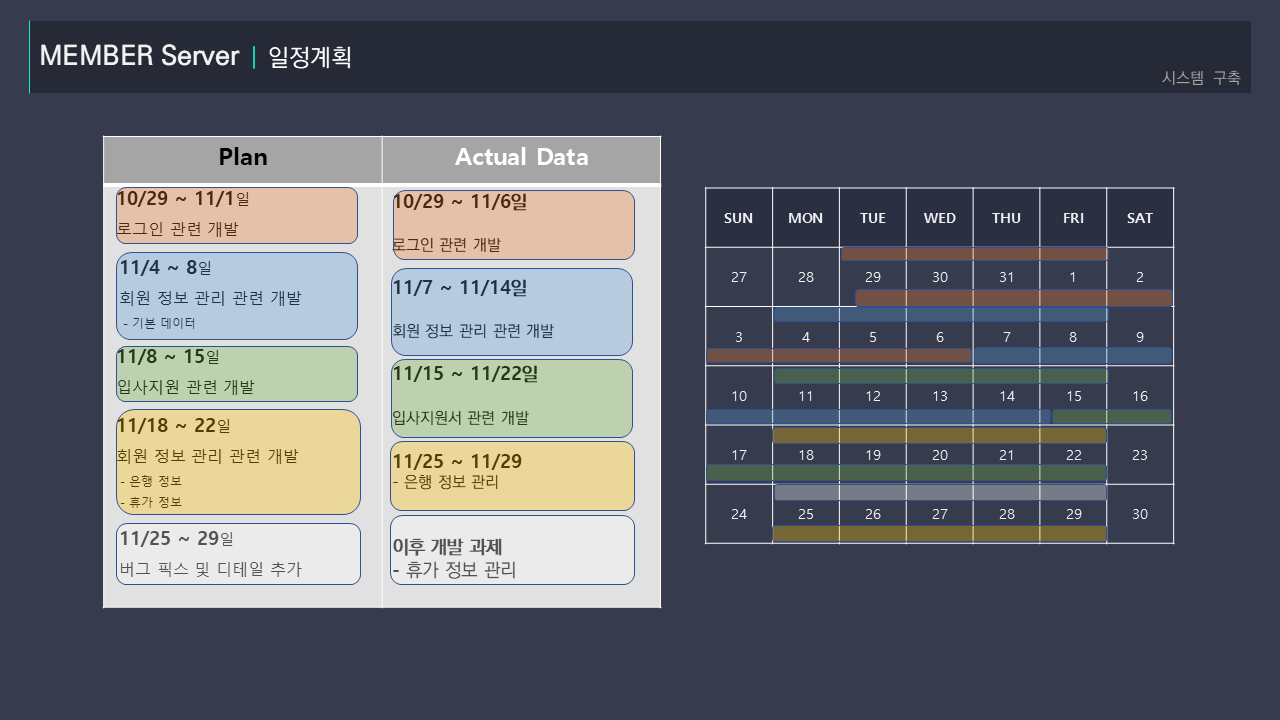 MEMBER Server | 일정계획
시스템 구축
Plan
10/29 ~ 11/1일
로그인 관련 개발
11/4 ~ 8일
회원 정보 관리 관련 개발
- 기본 데이터
11/8 ~ 15일
입사지원 관련 개발
11/18 ~ 22일
회원 정보 관리 관련 개발
- 은행 정보
- 휴가 정보
11/25 ~ 29일
버그 픽스 및 디테일 추가
Actual Data
10/29 ~ 11/6일
로그인 관련 개발
11/7 ~ 11/14일
회원 정보 관리 관련 개발
11/15 ~ 11/22일
입사지원서 관련 개발
11/25 ~ 11/29
- 은행 정보 관리
이후 개발 과제
- 휴가 정보 관리
SUN MON TUE WED THU FRI SAT
27 28 29 30 31 1 2
3 4 5 6 7 8 9
10 11 12 13 14 15 16
17 18 19 20 21 22 23
24 25 26 27 28 29 30